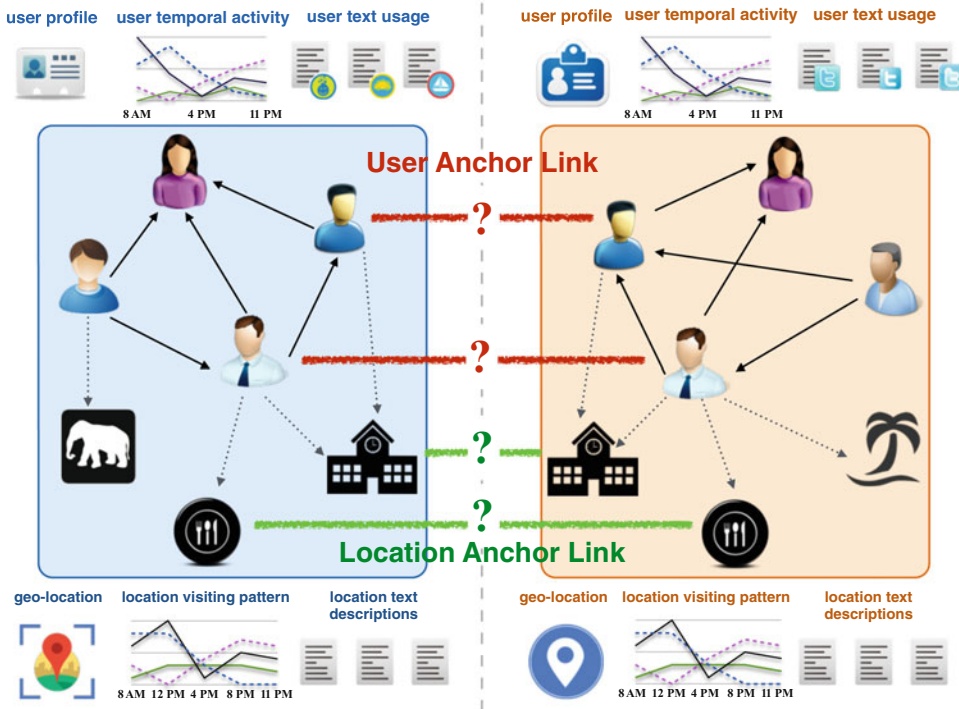 user profile
user temporal activity
user text usage
8 AM 4 PM 11 PM
user profile
user temporal activity
user text usage
8 AM 4 PM 11 PM
User Anchor Link
?
?
?
?
Location Anchor Link
geo-location
location visiting pattern
location text
descriptions
8 AM 12 PM 4 PM 8 PM 11 PM
geo-location
location visiting pattern
location text
descriptions
8 AM 12 PM 4 PM 8 PM 11 PM